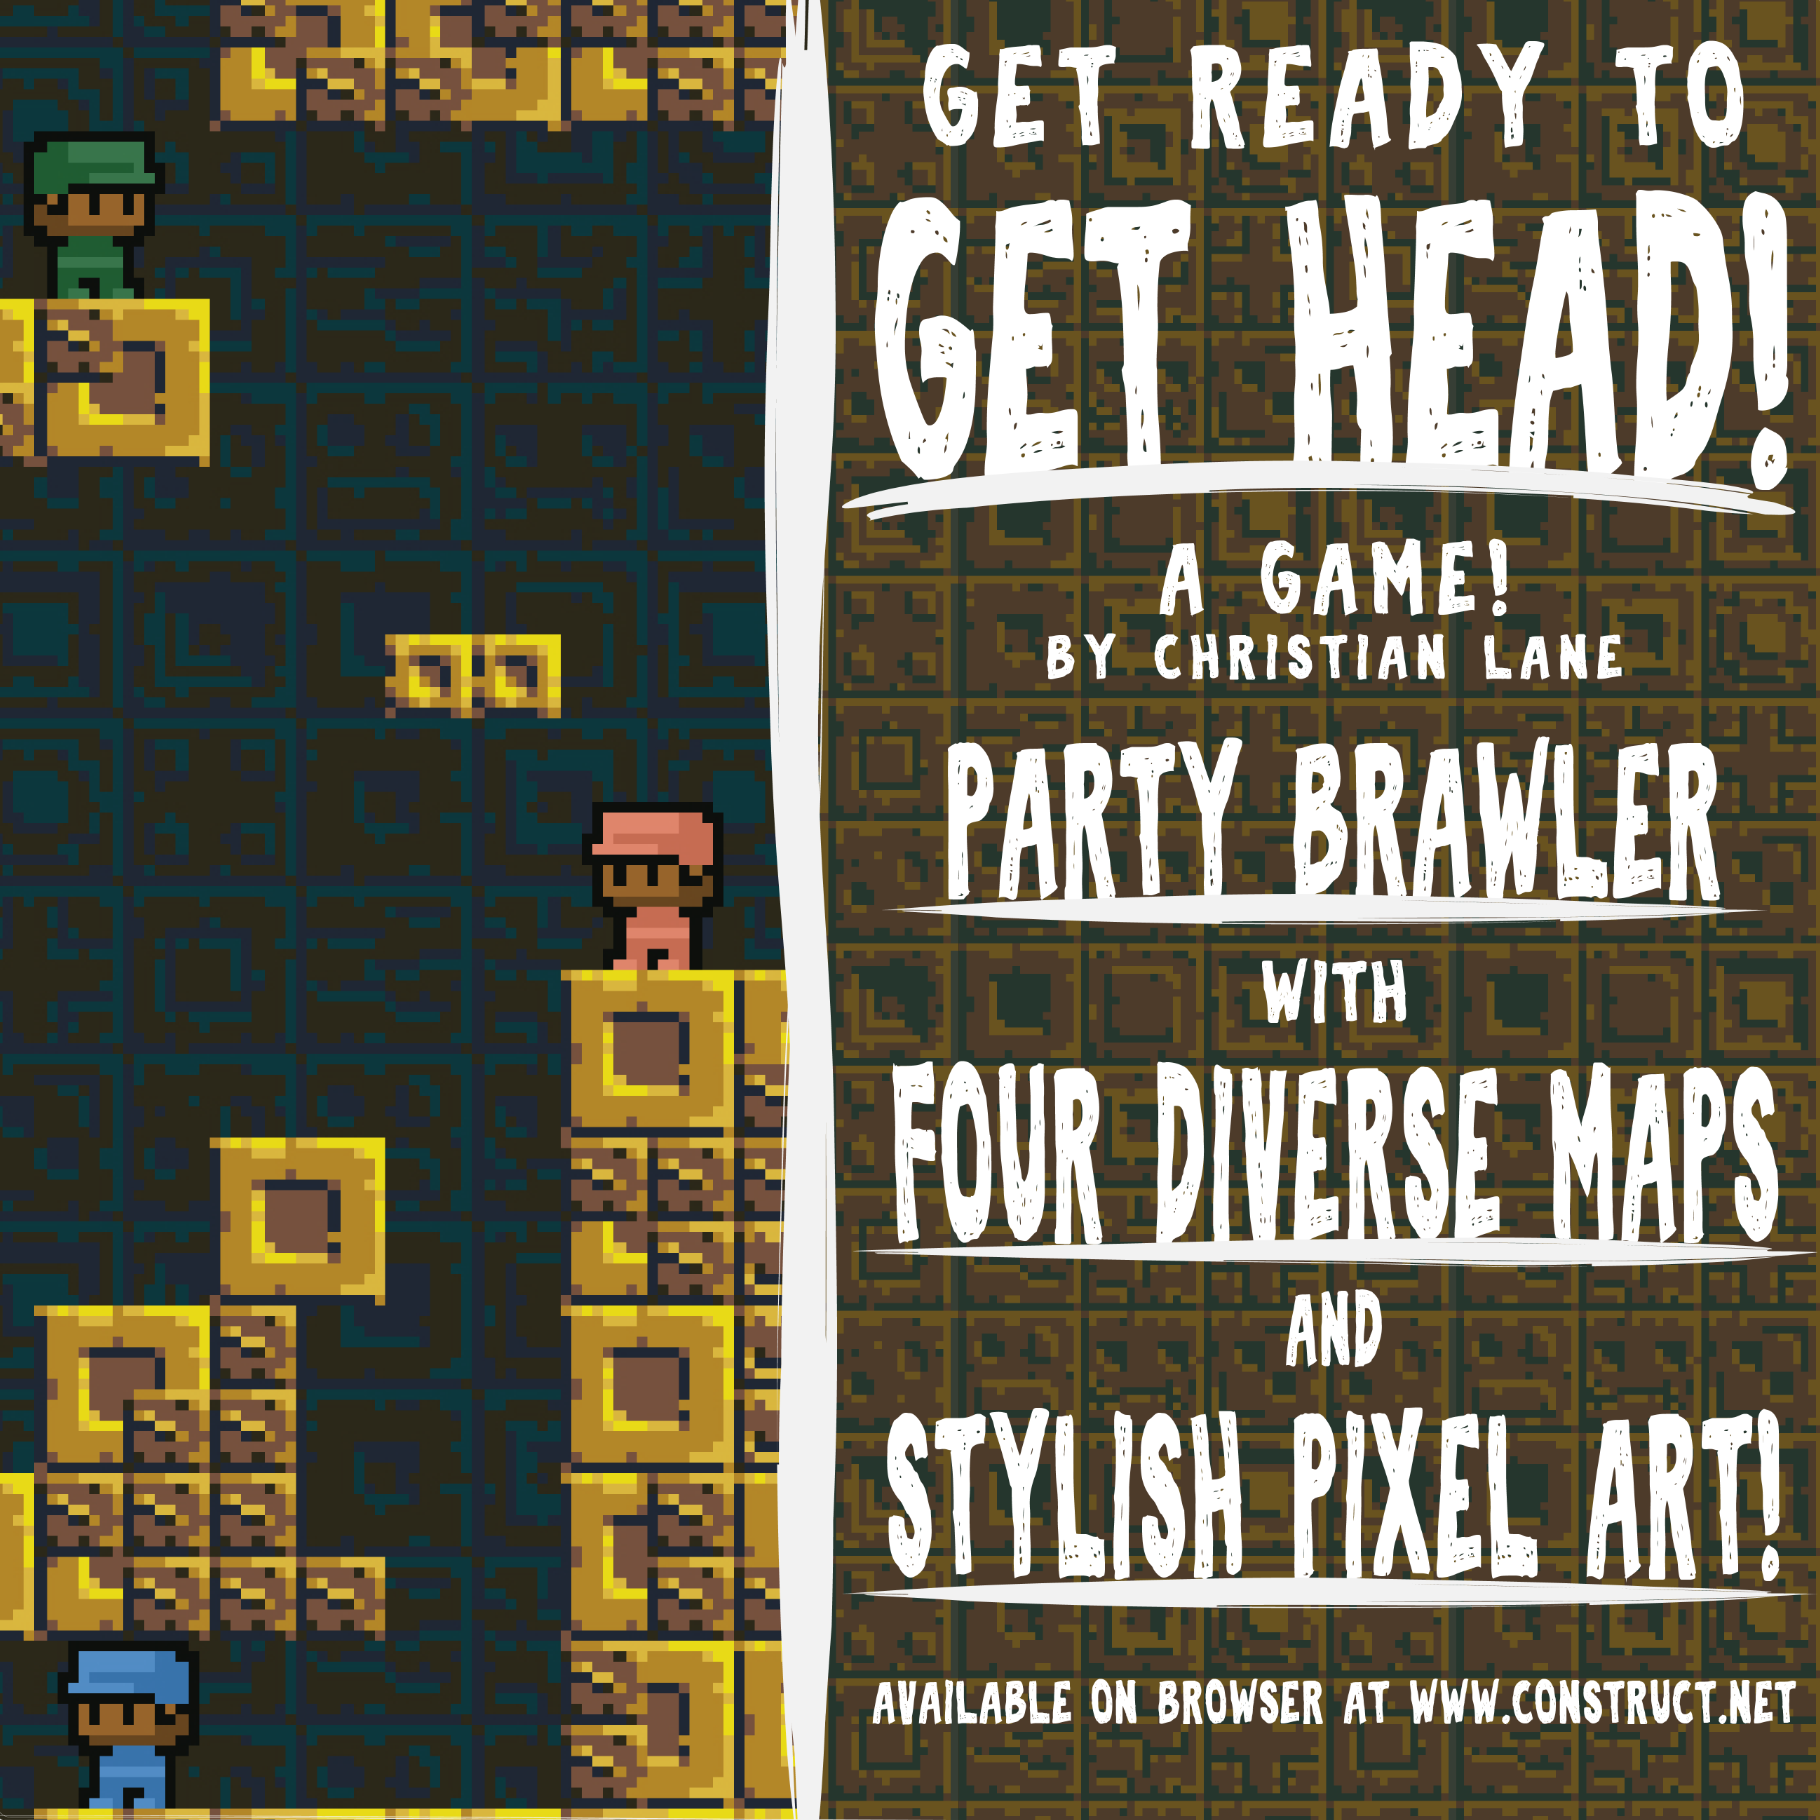 GET READY TO
GET HEAD!
A GAME!
BY CHRISTIAN LANE
PARTY BRAWLER
WITH
FOUR DIVERSE MAPS
AND
STYLISH PIXEL ART!
AVAILABLE ON BROWSER AT WWW.CONSTRUCT.NET